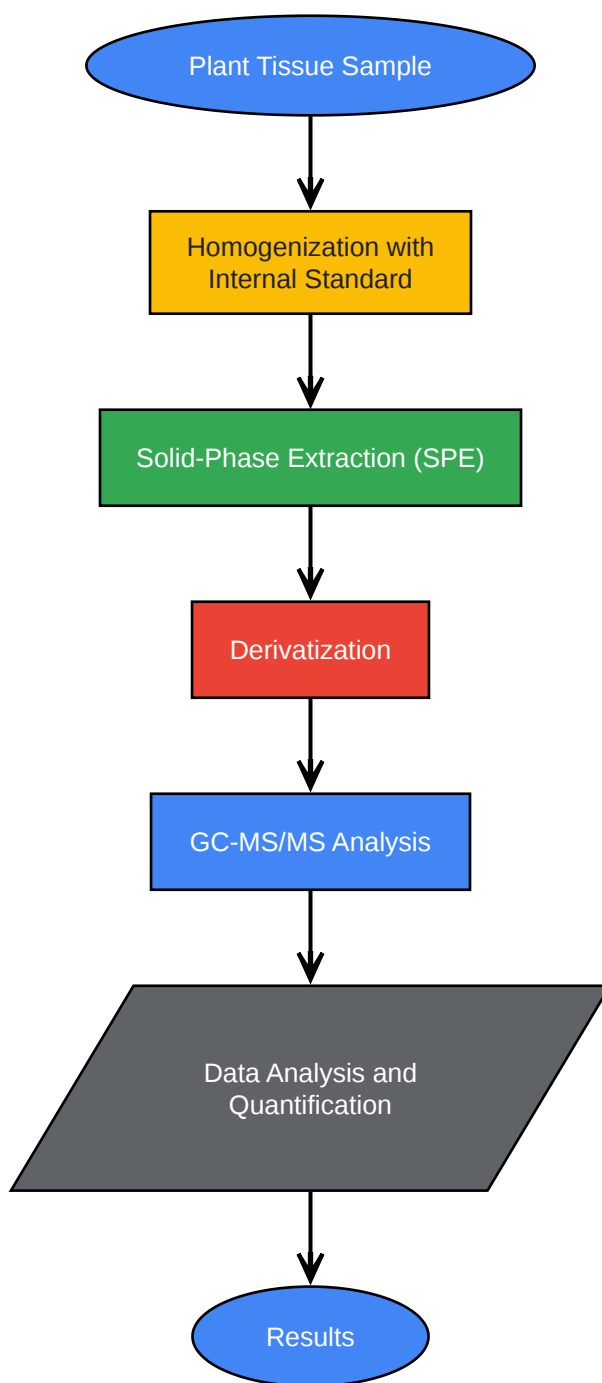 Plant Tissue Sample
Homogenization with
Internal Standard
Solid-Phase Extraction (SPE)
Derivatization
GC-MS/MS Analysis
Data Analysis and
Quantification
Results